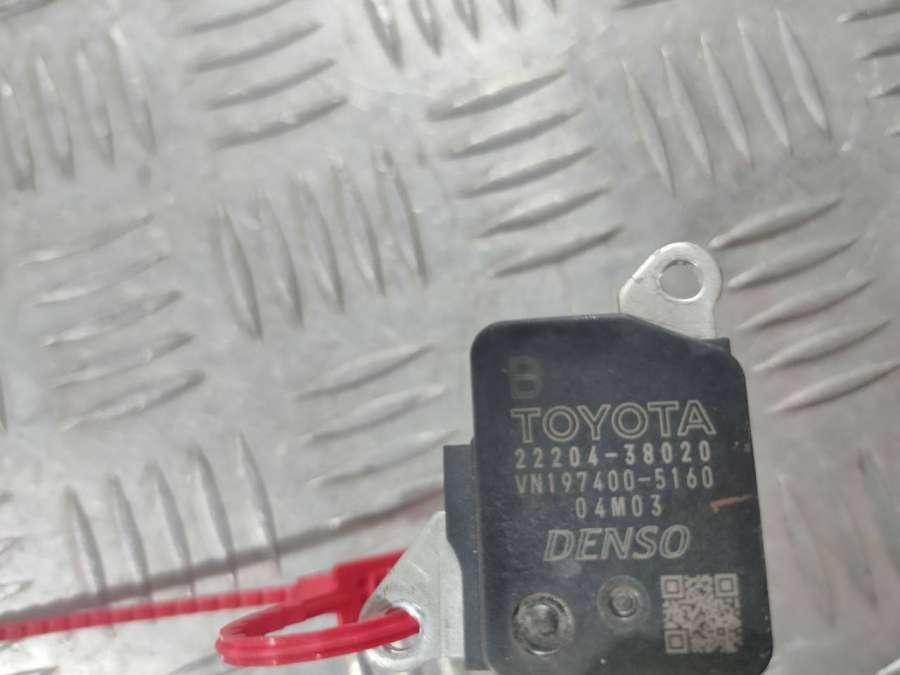 B
TOYOTA
22204-38020
VN197400-5160
04M03
DENSO